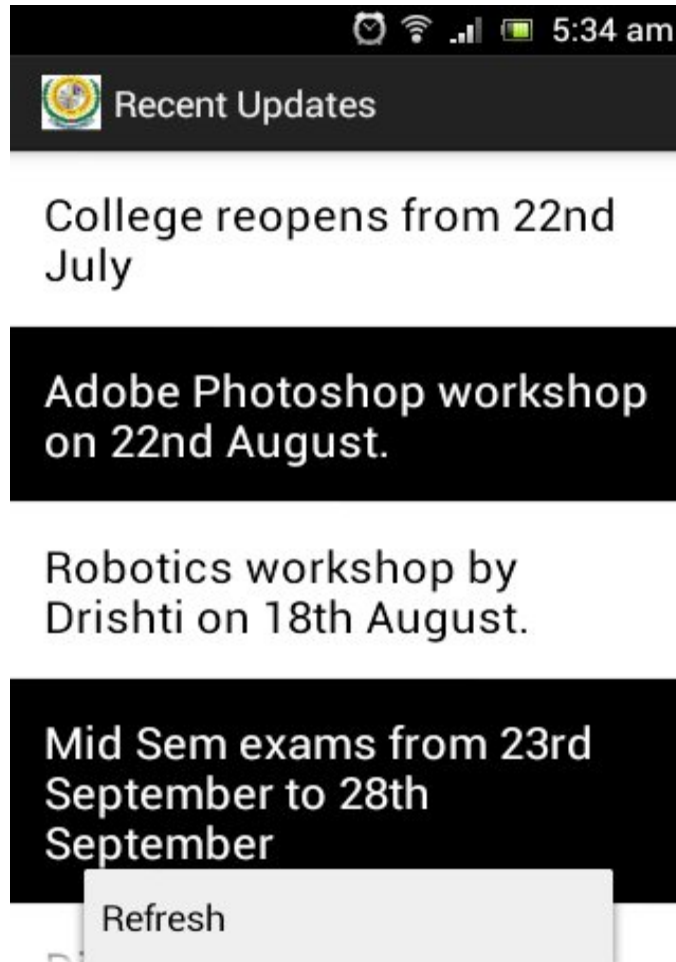 5:34 am
Recent Updates
College reopens from 22nd
July
Adobe Photoshop workshop
on 22nd August.
Robotics workshop by
Drishti on 18th August.
Mid Sem exams from 23rd
September to 28th
September
Refresh